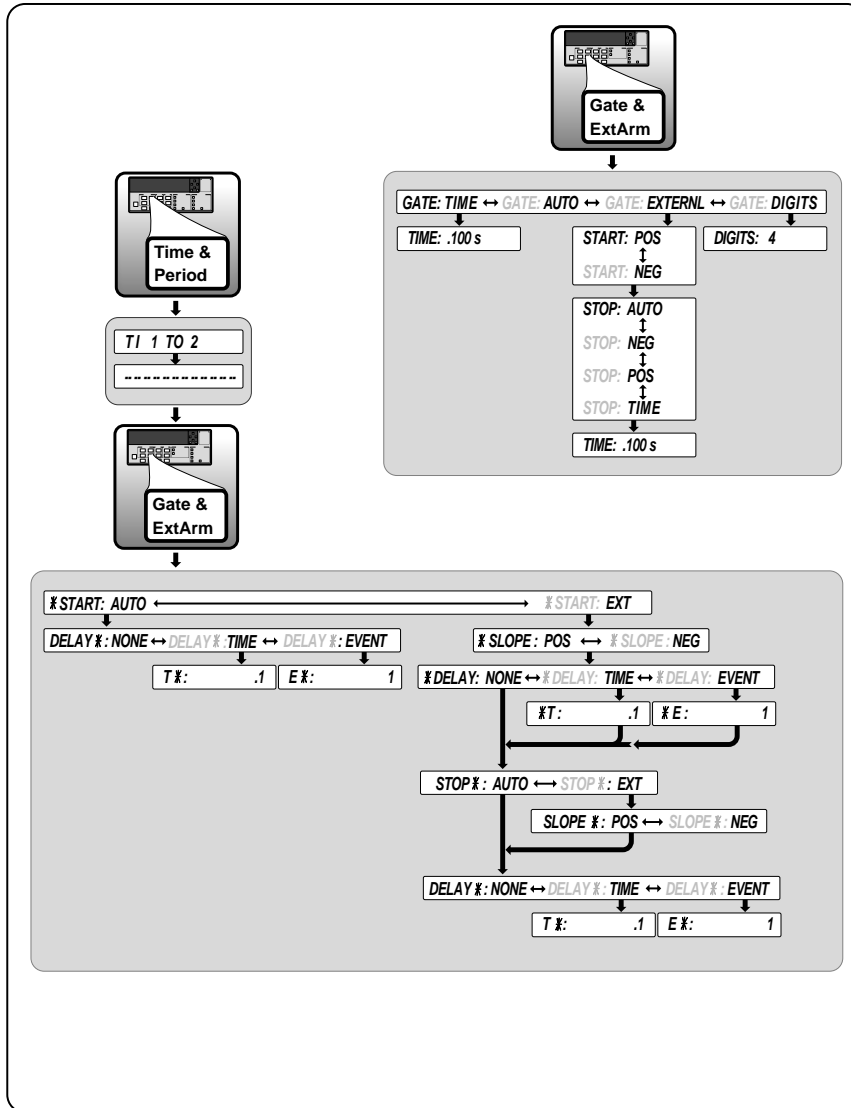 Gate &
ExtArm
GATE: TIME ↔ GATE: AUTO ↔ GATE: EXTERNL ↔ GATE: DIGITS
TIME: .100 s
START: POS
START: NEG
DIGITS: 4
STOP: AUTO
STOP: NEG
STOP: POS
STOP: TIME
TIME: .100 s
Time &
Period
TI 1 TO 2
-------------
Gate &
ExtArm
*START: AUTO ↔ *START: EXT
DELAY*: NONE ↔ DELAY*: TIME ↔ DELAY*: EVENT
T*: .1
E*: 1
*SLOPE: POS ↔ *SLOPE: NEG
*DELAY: NONE ↔ *DELAY: TIME ↔ *DELAY: EVENT
*T: .1
*E: 1
STOP*: AUTO ↔ STOP*: EXT
SLOPE*: POS ↔ SLOPE*: NEG
DELAY*: NONE ↔ DELAY*: TIME ↔ DELAY*: EVENT
T*: .1
E*: 1